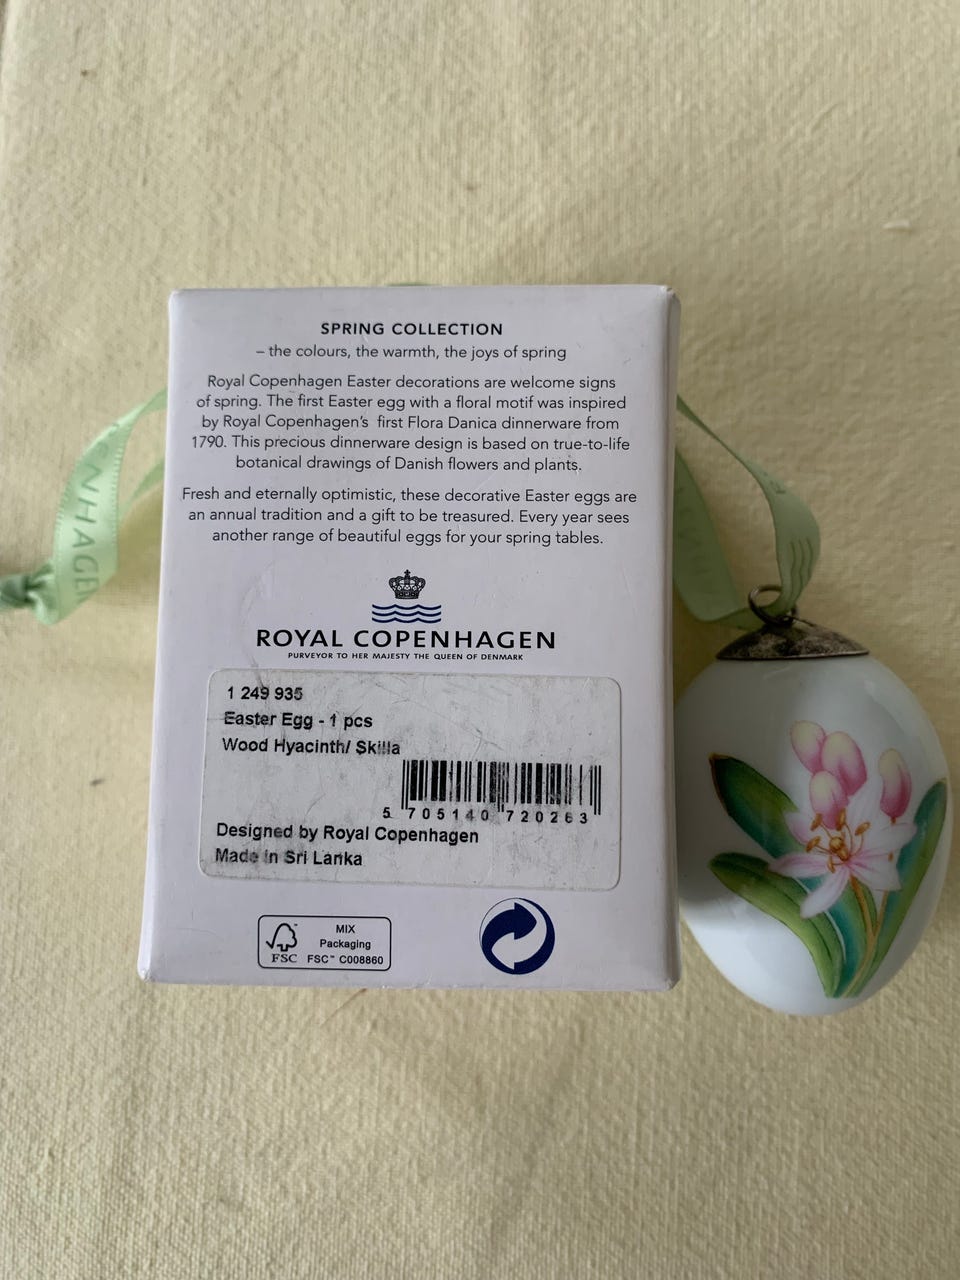 SPRING COLLECTION
– the colours, the warmth, the joys of spring
Royal Copenhagen Easter decorations are welcome signs
of spring. The first Easter egg with a floral motif was inspired
by Royal Copenhagen's first Flora Danica dinnerware from
1790. This precious dinnerware design is based on true-to-life
botanical drawings of Danish flowers and plants.
Fresh and eternally optimistic, these decorative Easter eggs are
an annual tradition and a gift to be treasured. Every year sees
another range of beautiful eggs for your spring tables.
ROYAL COPENHAGEN
PURVEYOR TO HER MAJESTY THE QUEEN OF DENMARK
1 249 935
Easter Egg - 1 pcs
Wood Hyacinth/ Skilla
5 705140 720263
Designed by Royal Copenhagen
Made in Sri Lanka
FSC™
MIX
Packaging
FSC™ C008860
ENHAGE